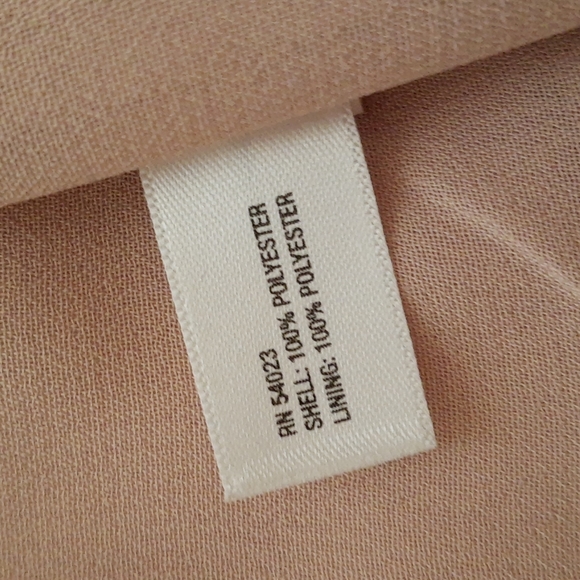 RN 54023
SHELL: 100% POLYESTER
LINING: 100% POLYESTER